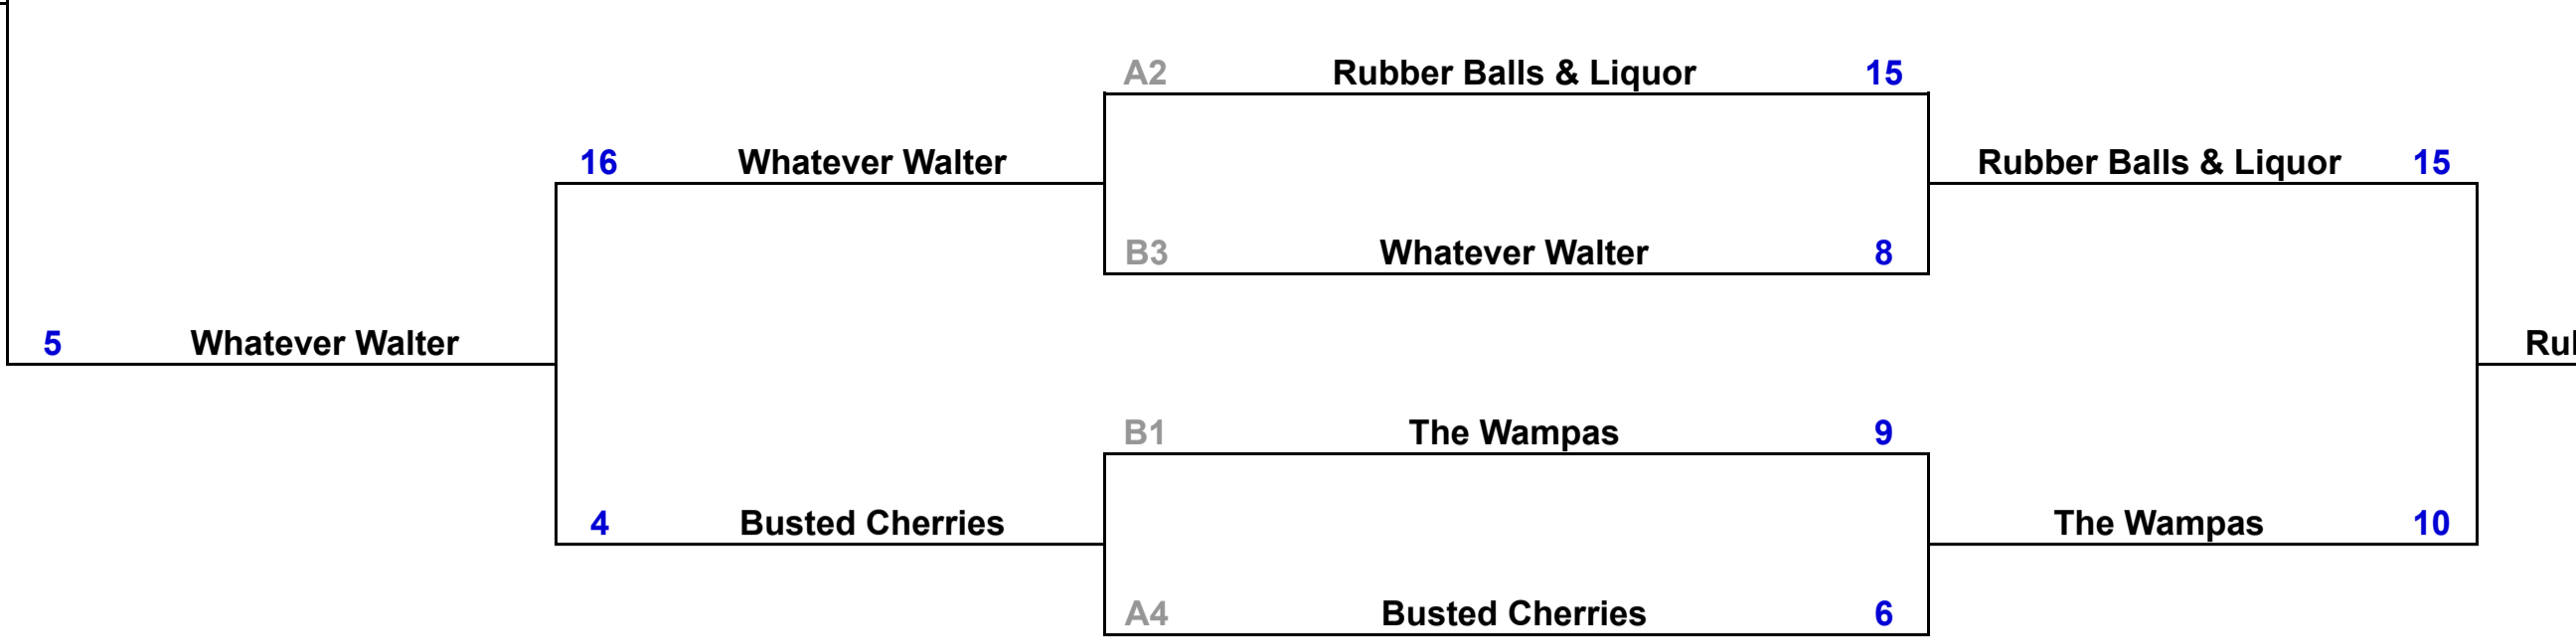 A2 Rubber Balls & Liquor 15
16 Whatever Walter
Rubber Balls & Liquor 15
B3 Whatever Walter 8
5 Whatever Walter
B1 The Wampas 9
4 Busted Cherries
The Wampas 10
A4 Busted Cherries 6